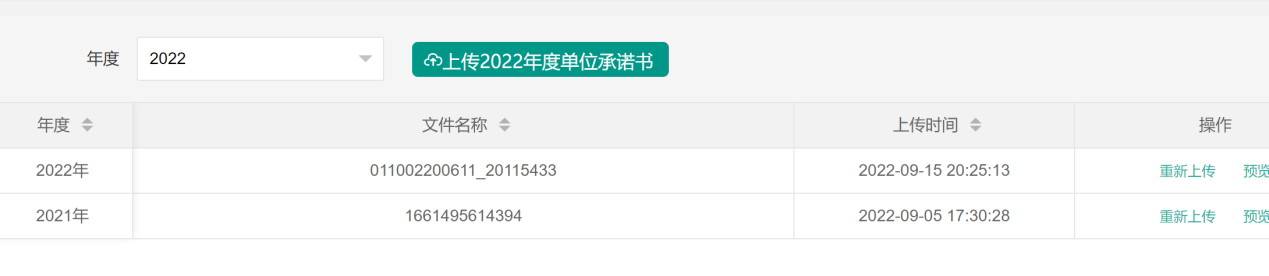 年度 2022 上传2022年度单位承诺书
年度 文件名称 上传时间 操作
2022年 011002200611_20115433 2022-09-15 20:25:13 重新上传 预览
2021年 1661495614394 2022-09-05 17:30:28 重新上传 预览